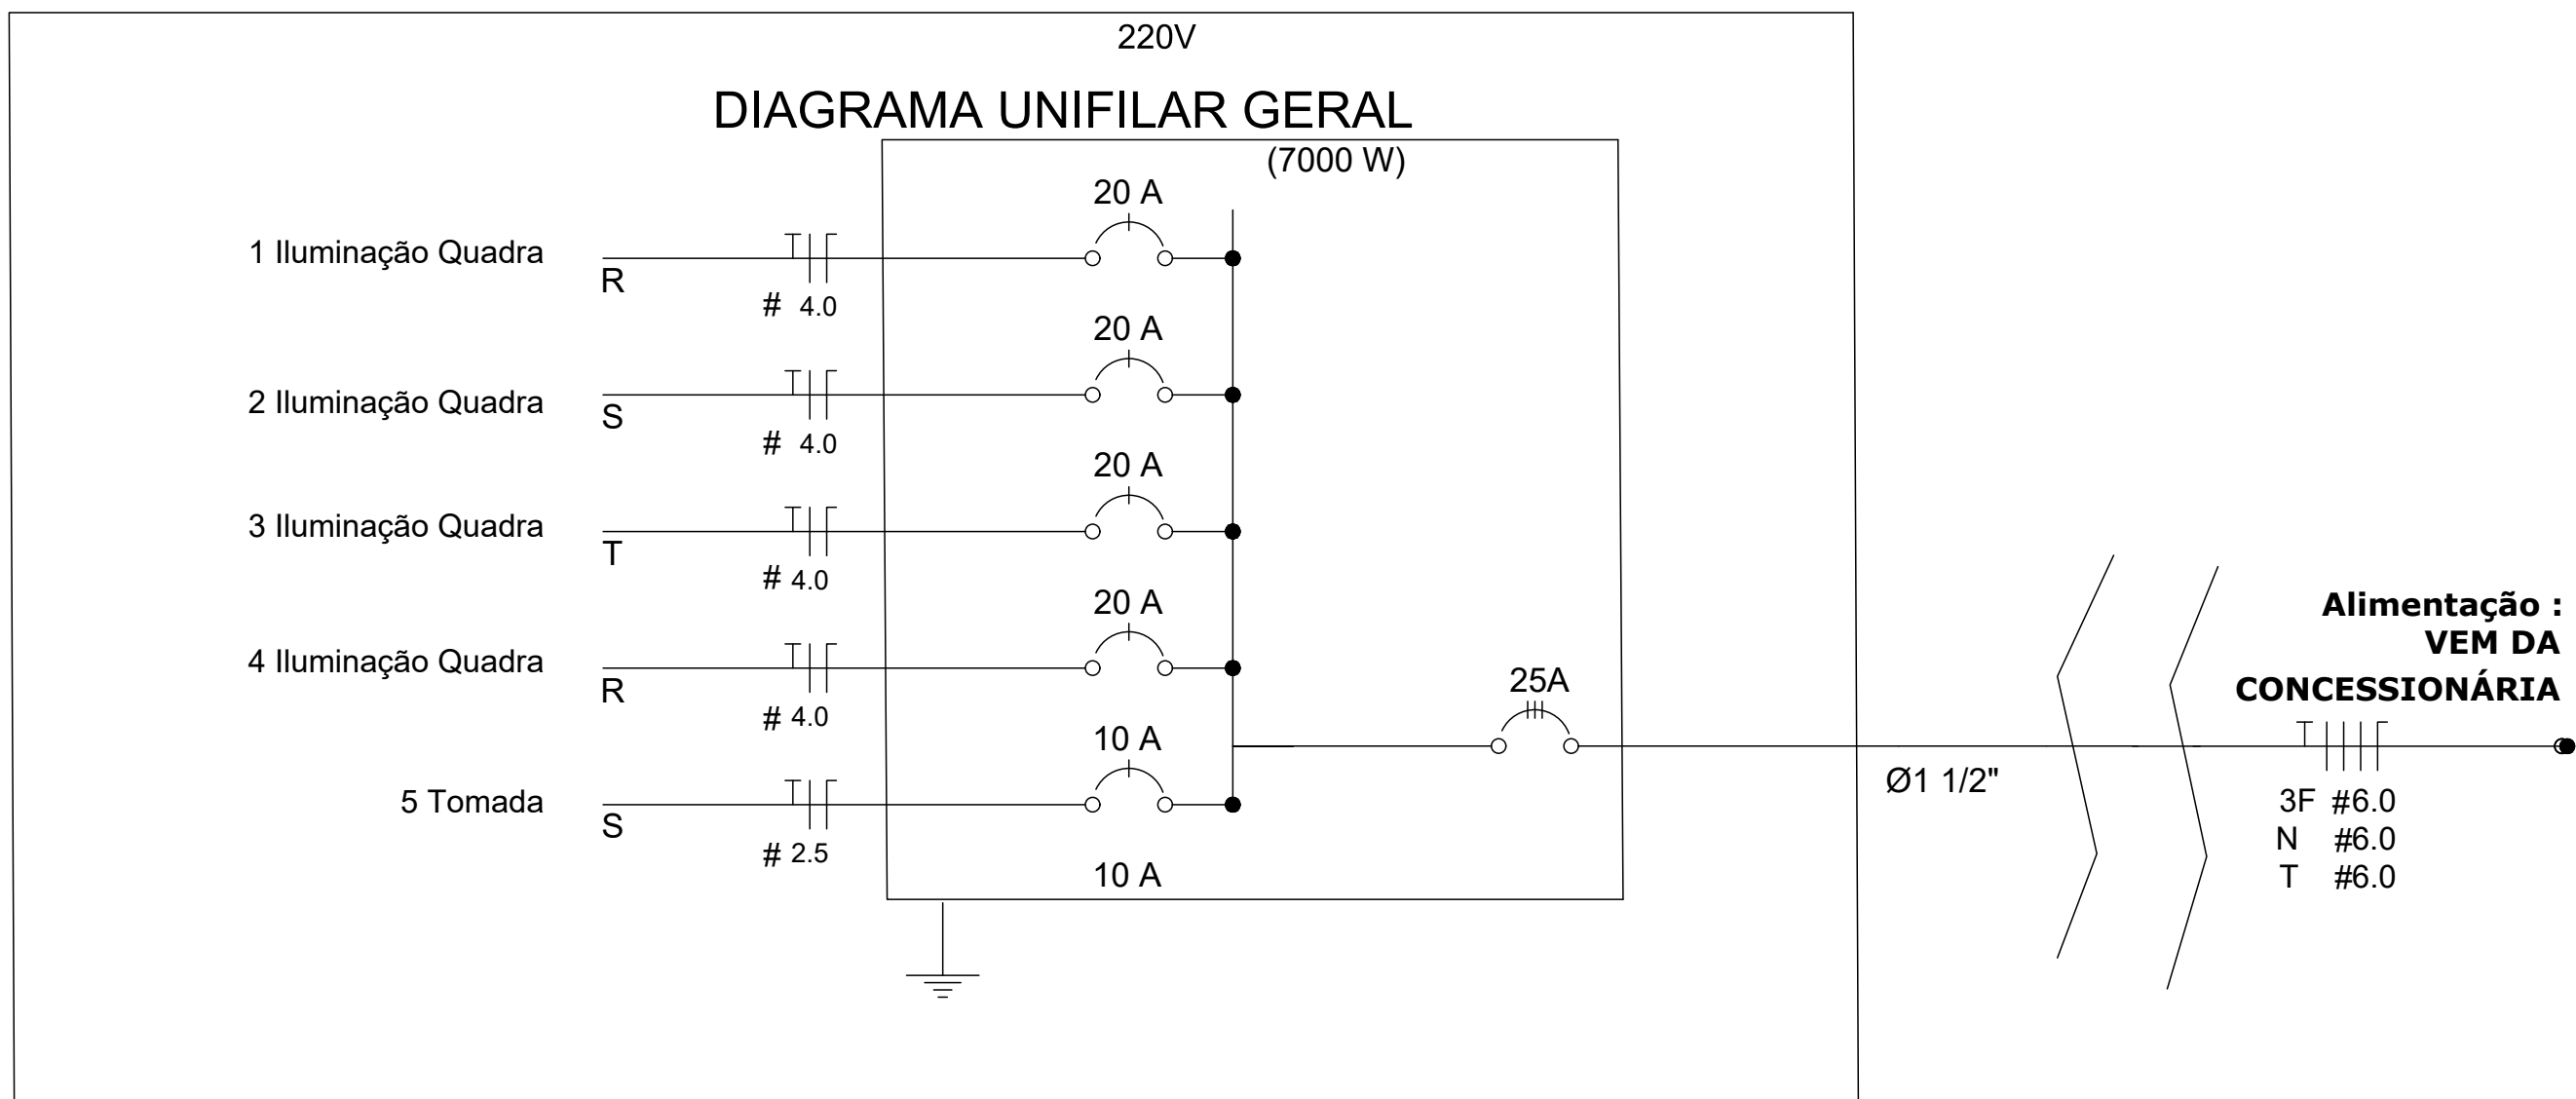 220V
DIAGRAMA UNIFILAR GERAL
(7000 W)
20 A
1 Iluminação Quadra
R
# 4.0
20 A
2 Iluminação Quadra
S
# 4.0
20 A
3 Iluminação Quadra
T
# 4.0
20 A
4 Iluminação Quadra
R
# 4.0
10 A
5 Tomada
S
# 2.5
10 A
25A
Ø1 1/2"
Alimentação :
VEM DA
CONCESSIONÁRIA
3F #6.0
N #6.0
T #6.0